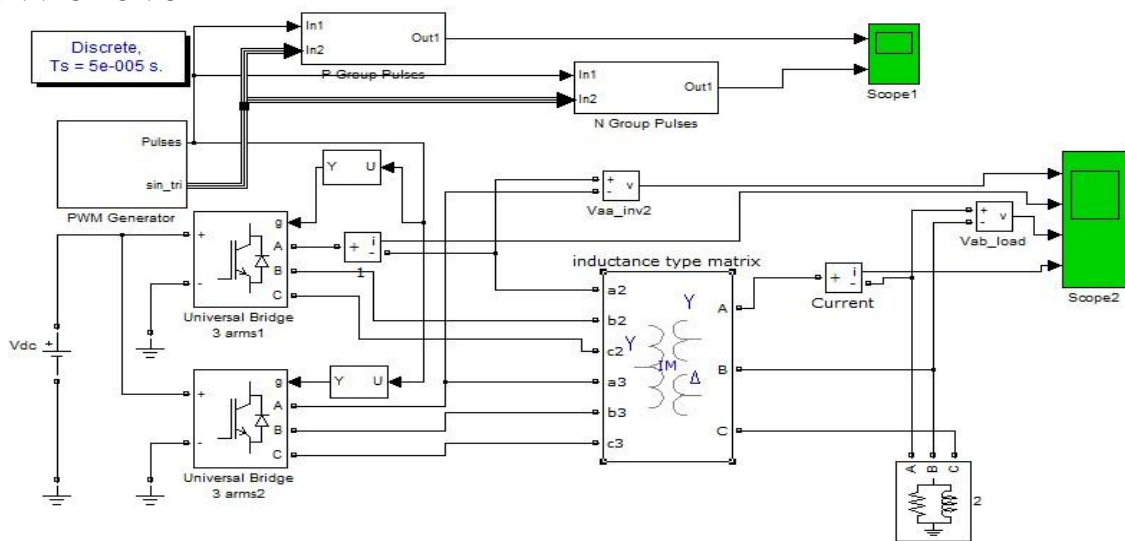 Discrete,
Ts = 5e-005 s.
In1
In2
Out1
P Group Pulses
In1
In2
Out1
N Group Pulses
Scope1
Pulses
sin_tri
PWM Generator
Y U
+
-
v
Vaa_inv2
+
-
v
Vab_load
Scope2
g
+
-
A
B
C
Universal Bridge
3 arms1
+ i
-
1
inductance type matrix
a2
b2
c2
a3
b3
c3
Y
Y
IM
Δ
A
B
C
+ i
-
Current
Vdc +
Y U
g
+
-
A
B
C
Universal Bridge
3 arms2
A B C
2